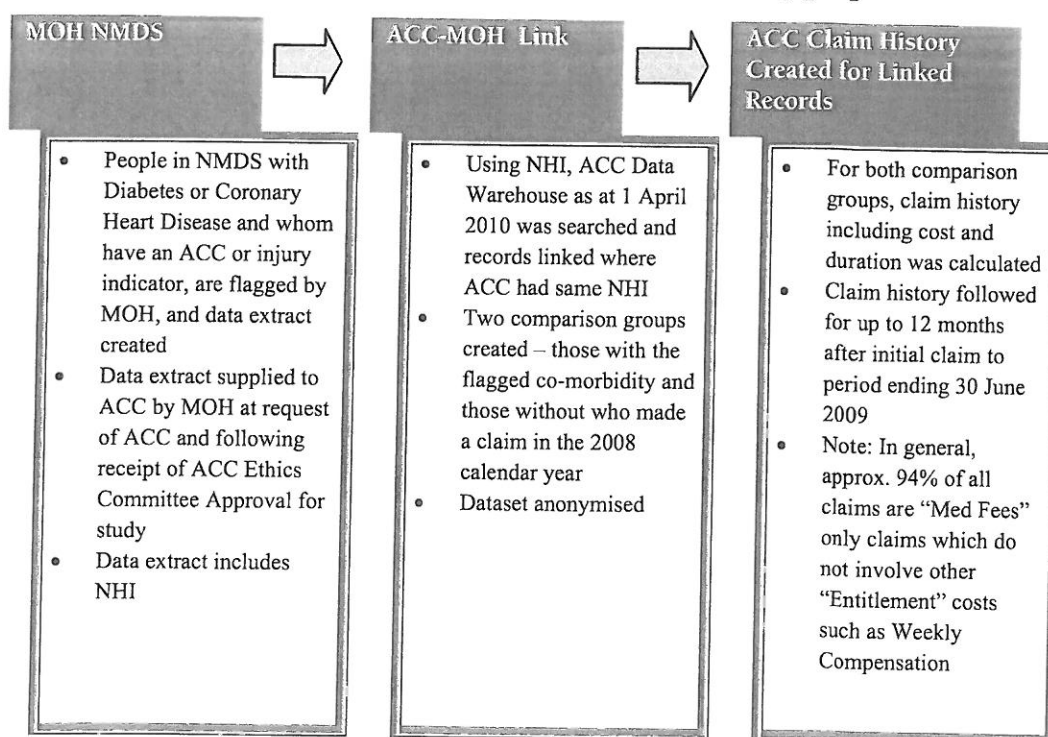 MOH NMDS
• People in NMDS with
Diabetes or Coronary
Heart Disease and whom
have an ACC or injury
indicator, are flagged by
MOH, and data extract
created
• Data extract supplied to
ACC by MOH at request
of ACC and following
receipt of ACC Ethics
Committee Approval for
study
• Data extract includes
NHI
ACC-MOH Link
• Using NHI, ACC Data
Warehouse as at 1 April
2010 was searched and
records linked where
ACC had same NHI
• Two comparison groups
created – those with the
flagged co-morbidity and
those without who made
a claim in the 2008
calendar year
• Dataset anonymised
ACC Claim History
Created for Linked
Records
• For both comparison
groups, claim history
including cost and
duration was calculated
• Claim history followed
for up to 12 months
after initial claim to
period ending 30 June
2009
• Note: In general,
approx. 94% of all
claims are “Med Fees”
only claims which do
not involve other
“Entitlement” costs
such as Weekly
Compensation